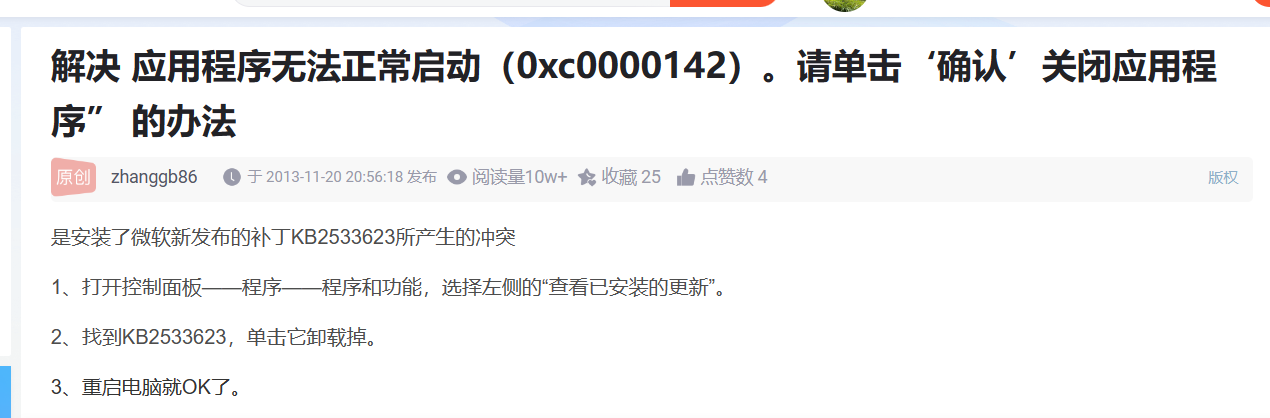 解决 应用程序无法正常启动（0xc0000142）。请单击‘确认’关闭应用程
序” 的办法
原创 zhanggb86 于 2013-11-20 20:56:18 发布 阅读量10w+ 收藏 25 点赞数 4 版权
是安装了微软新发布的补丁KB2533623所产生的冲突
1、打开控制面板——程序——程序和功能，选择左侧的“查看已安装的更新”。
2、找到KB2533623，单击它卸载掉。
3、重启电脑就OK了。